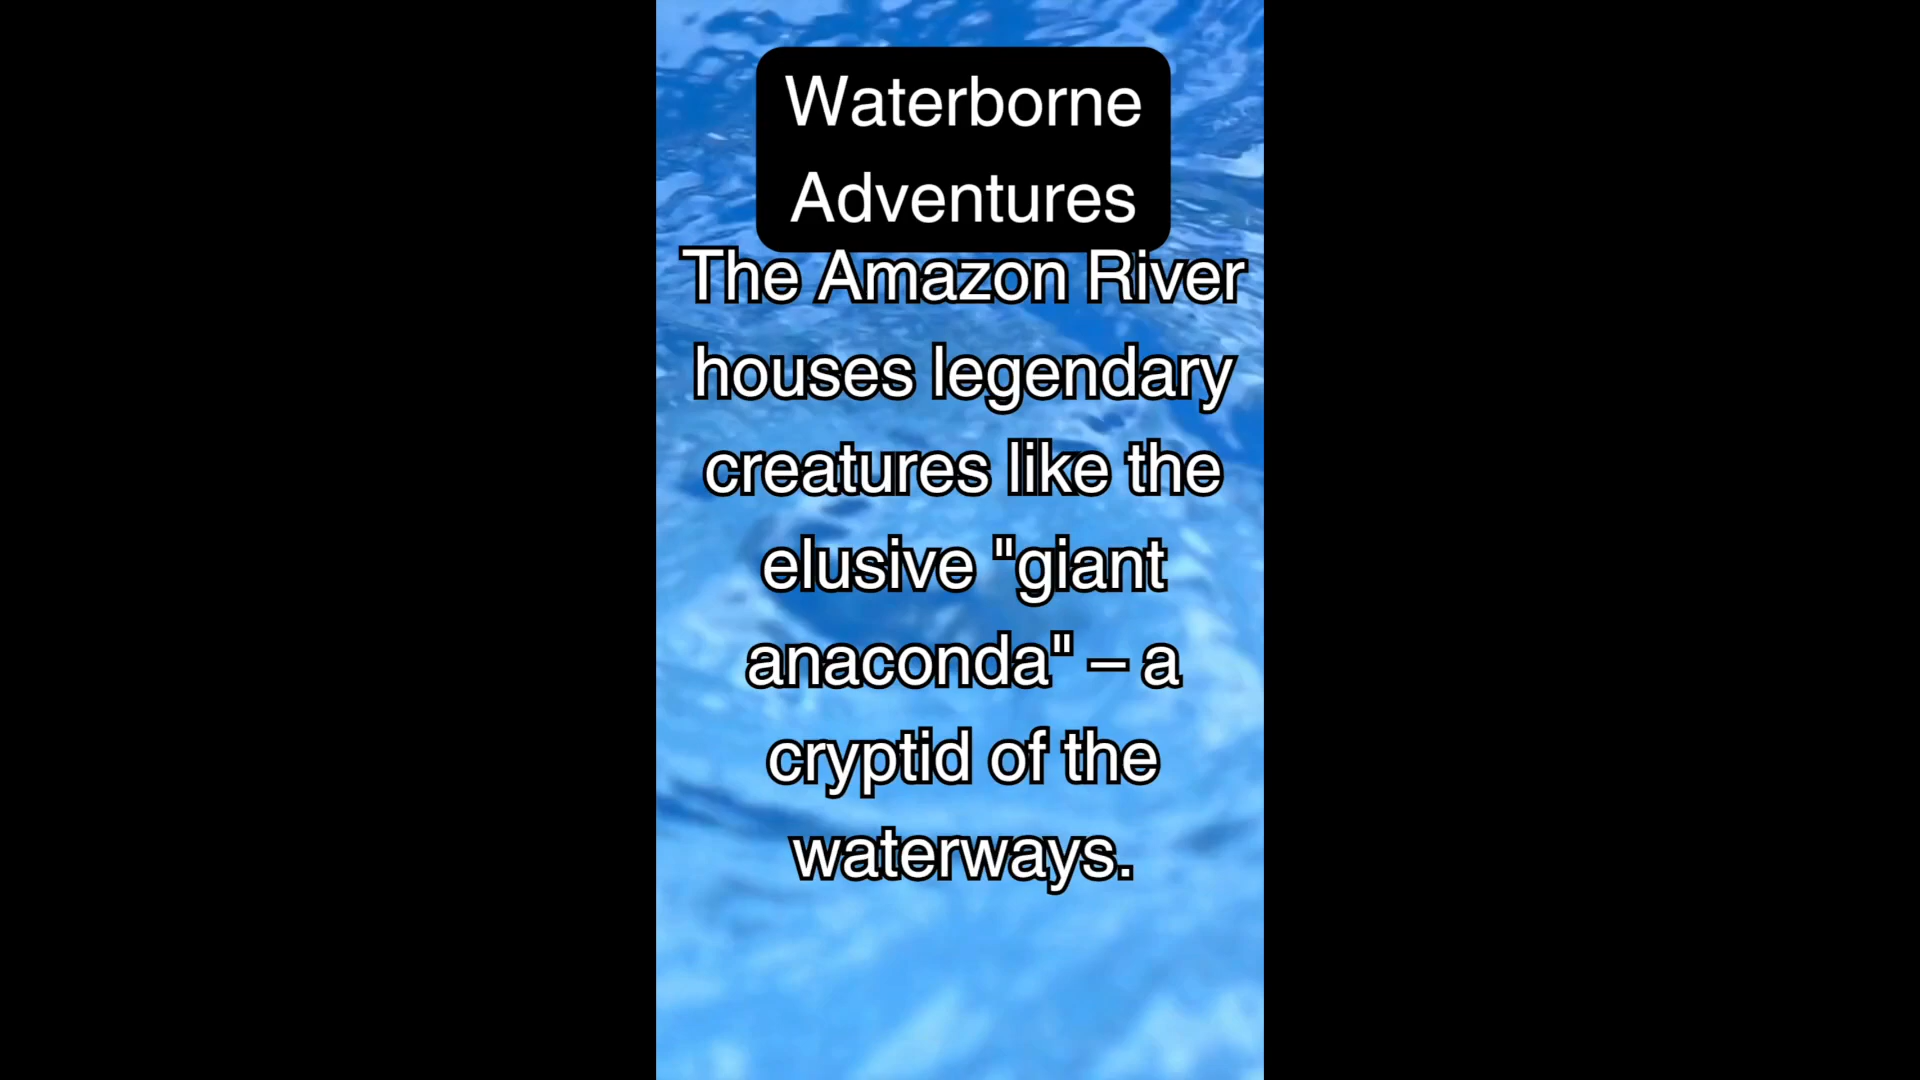 Waterborne
Adventures
The Amazon River
houses legendary
creatures like the
elusive "giant
anaconda" – a
cryptid of the
waterways.